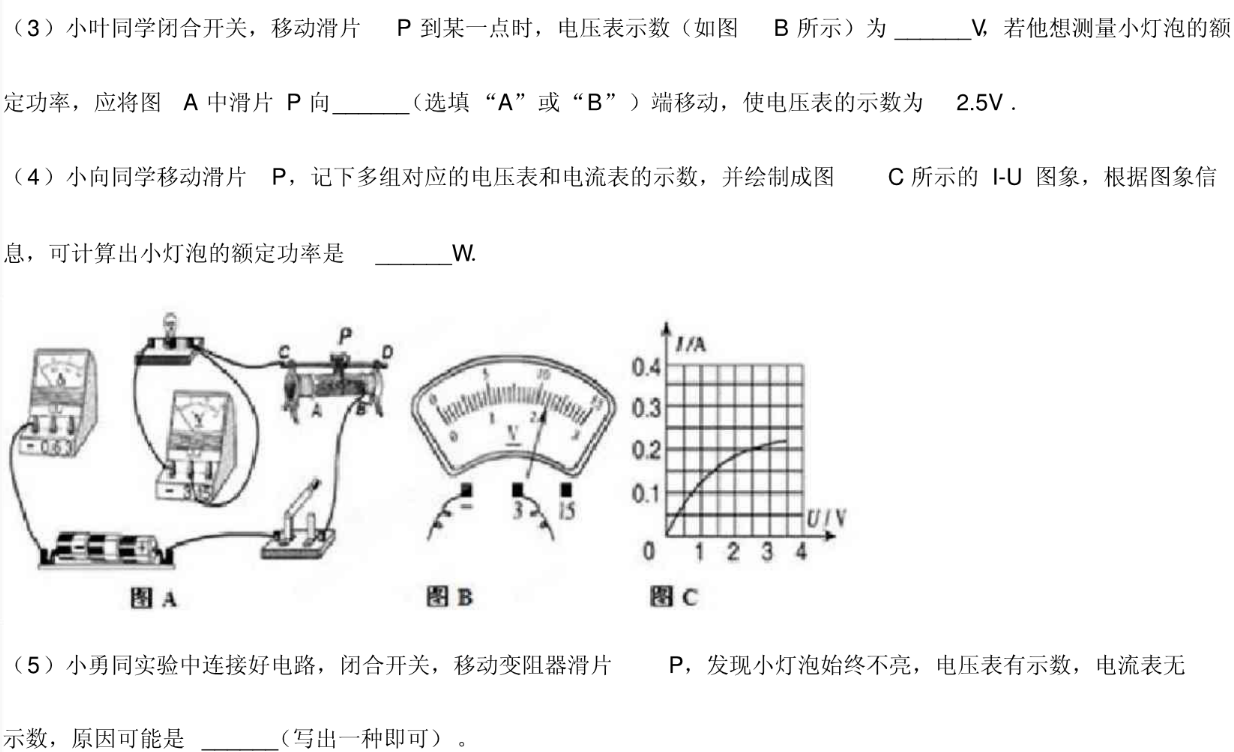 （3）小叶同学闭合开关，移动滑片 P 到某一点时，电压表示数（如图 B 所示）为 ______V，若他想测量小灯泡的额
定功率，应将图 A 中滑片 P 向______（选填“A”或“B”）端移动，使电压表的示数为 2.5V．
（4）小向同学移动滑片 P，记下多组对应的电压表和电流表的示数，并绘制成图 C 所示的 I-U 图象，根据图象信
息，可计算出小灯泡的额定功率是 ______W.
C P D
A B
A
V
- 0.6 3
-
0 5 10 15
0 1 2 3
V
- 3 15
I/A
0.4
0.3
0.2
0.1
U/V
0 1 2 3 4
图 A 图 B 图 C
（5）小勇同实验中连接好电路，闭合开关，移动变阻器滑片 P，发现小灯泡始终不亮，电压表有示数，电流表无
示数，原因可能是 ______（写出一种即可）。